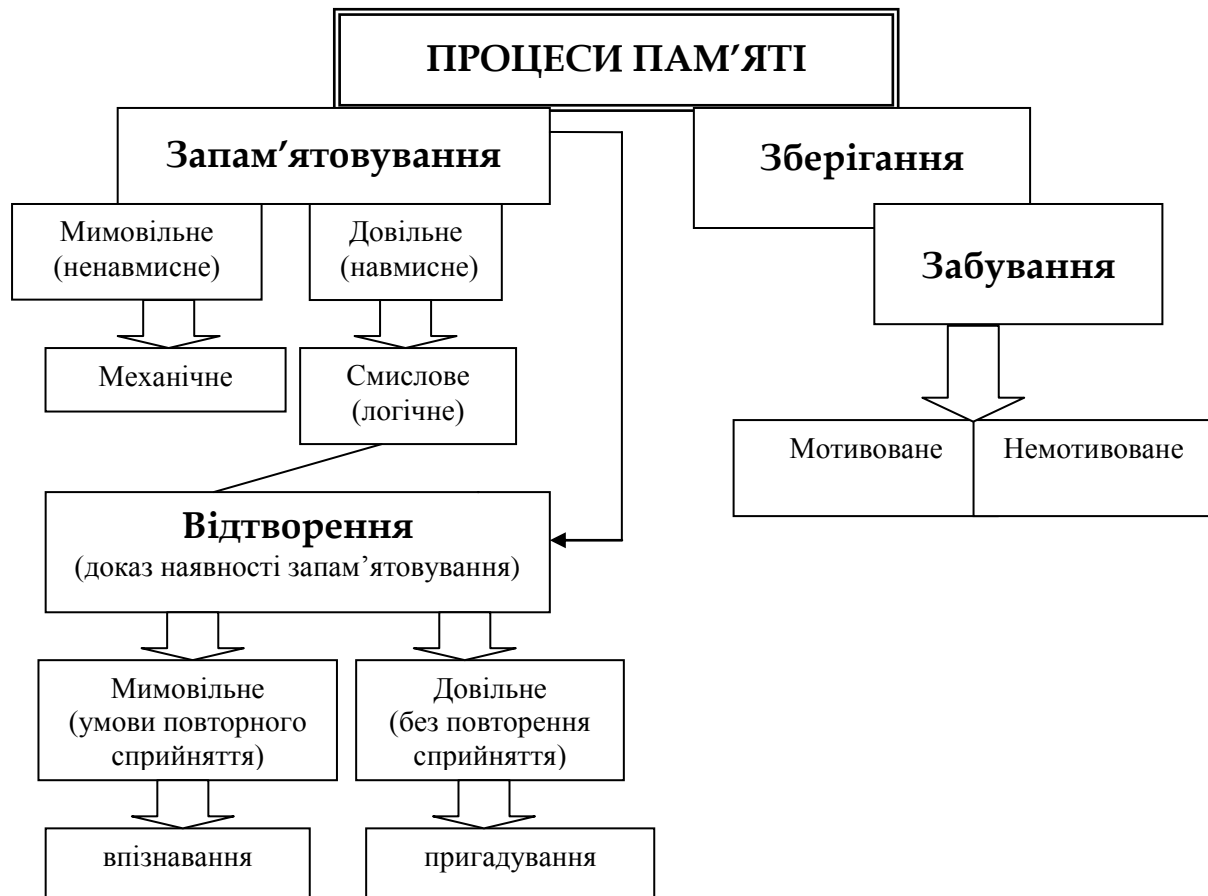 ПРОЦЕСИ ПАМ’ЯТІ
Запам’ятовування
Зберігання
Мимовільне
(ненавмисне)
Довільне
(навмисне)
Забування
Механічне
Смислове
(логічне)
Мотивоване
Немотивоване
Відтворення
(доказ наявності запам’ятовування)
Мимовільне
(умови повторного
сприйняття)
Довільне
(без повторення
сприйняття)
впізнавання
пригадування